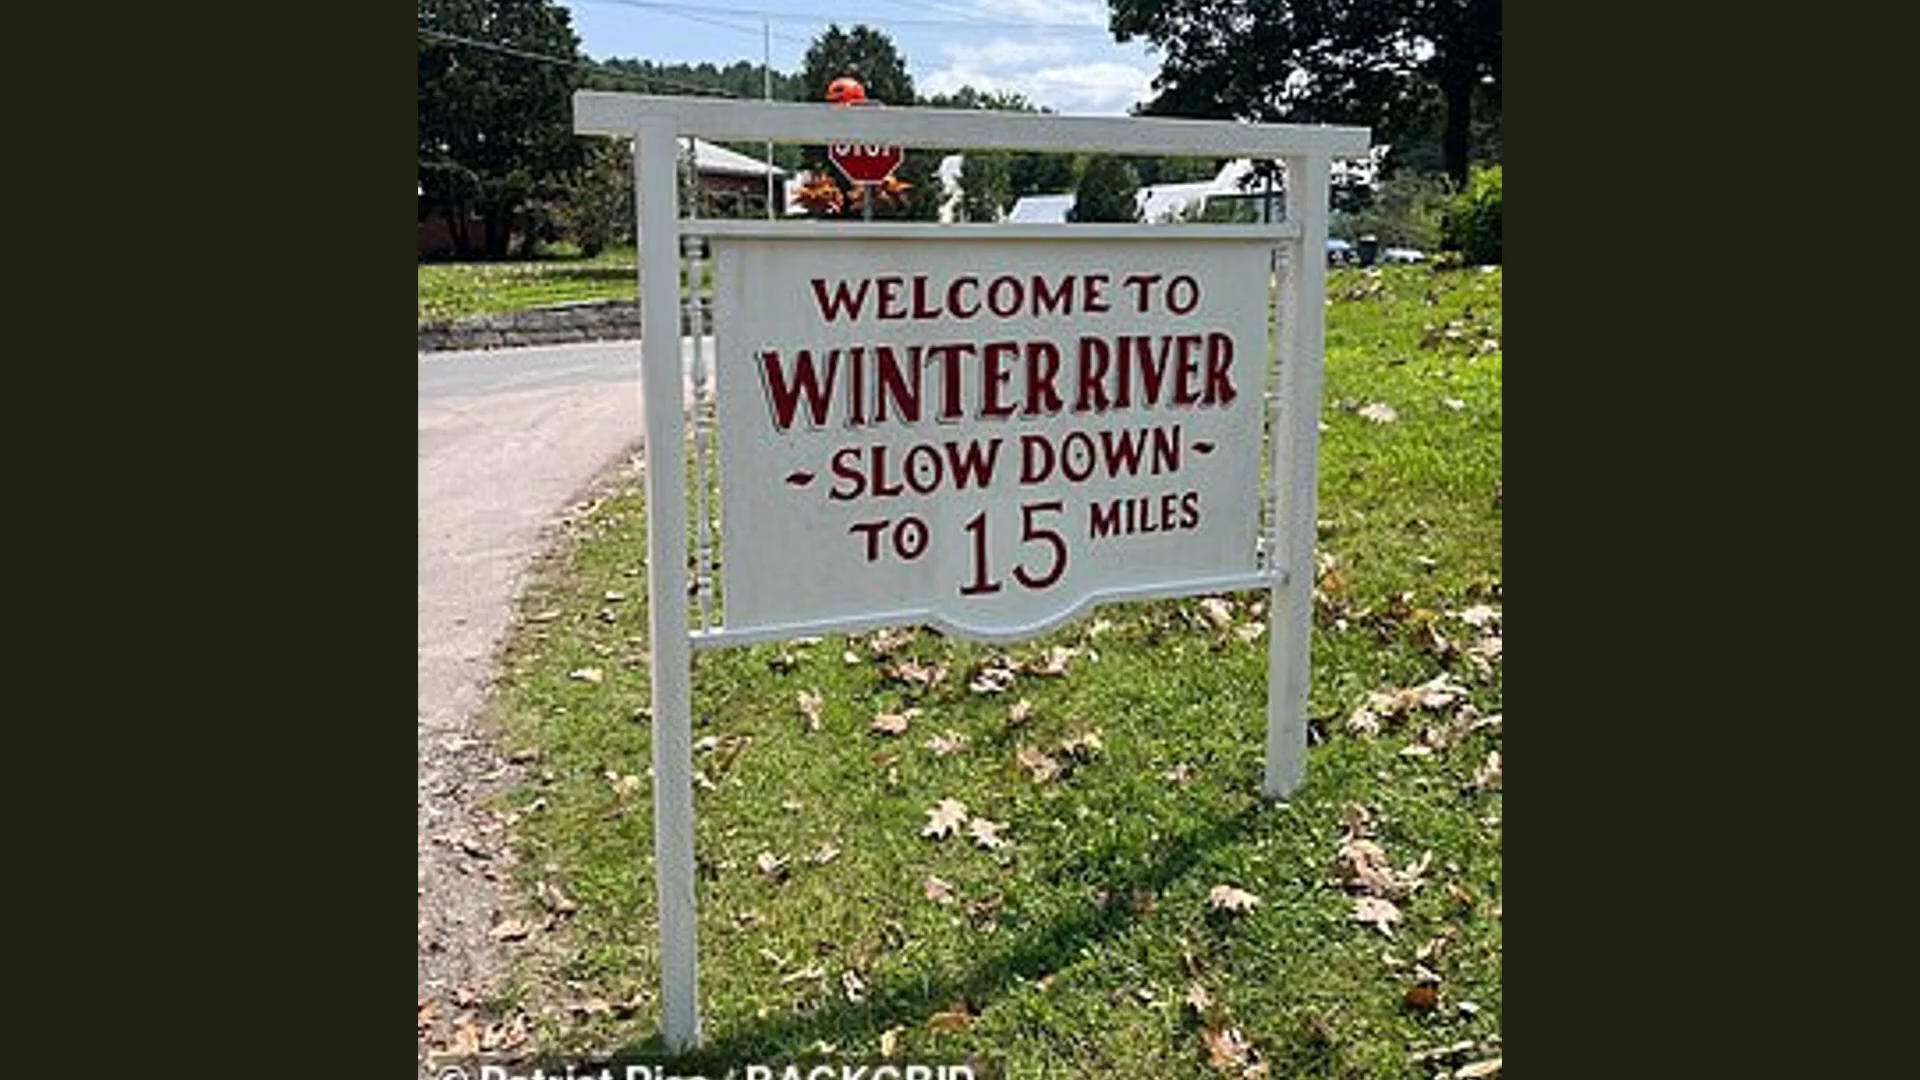 STOP
WELCOME TO
WINTER RIVER
~ SLOW DOWN ~
TO 15 MILES
© Patriot Pics / BACKGRID